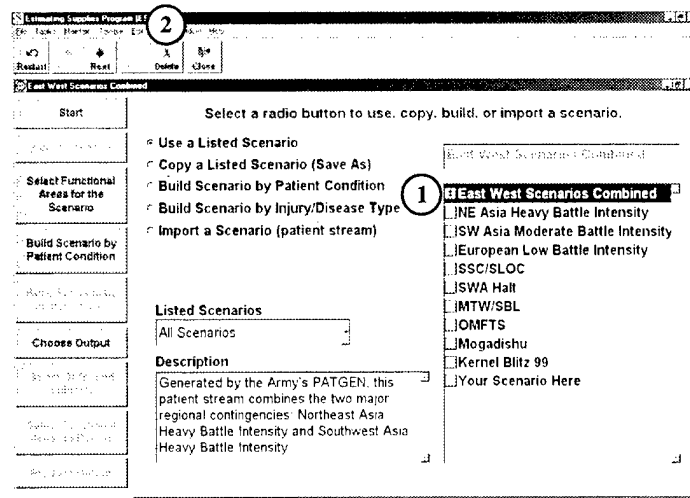 Estimating Supplies Program
2
Restart
Next
Delete
Close
East West Scenarios Combined
Start
Select a radio button to use, copy, build, or import a scenario.
Select Functional
Areas for the
Scenario
Build Scenario by
Patient Condition
Choose Output
Use a Listed Scenario
Copy a Listed Scenario (Save As)
Build Scenario by Patient Condition
Build Scenario by Injury/Disease Type
Import a Scenario (patient stream)
Listed Scenarios
All Scenarios
Description
Generated by the Army's PATGEN, this
patient stream combines the two major
regional contingencies: Northeast Asia
Heavy Battle Intensity and Southwest Asia
Heavy Battle Intensity
East West Scenarios Combined
1
East West Scenarios Combined
NE Asia Heavy Battle Intensity
SW Asia Moderate Battle Intensity
European Low Battle Intensity
SSC/SLOC
SWA Halt
MTW/SBL
OMFTS
Mogadishu
Kernel Blitz 99
Your Scenario Here